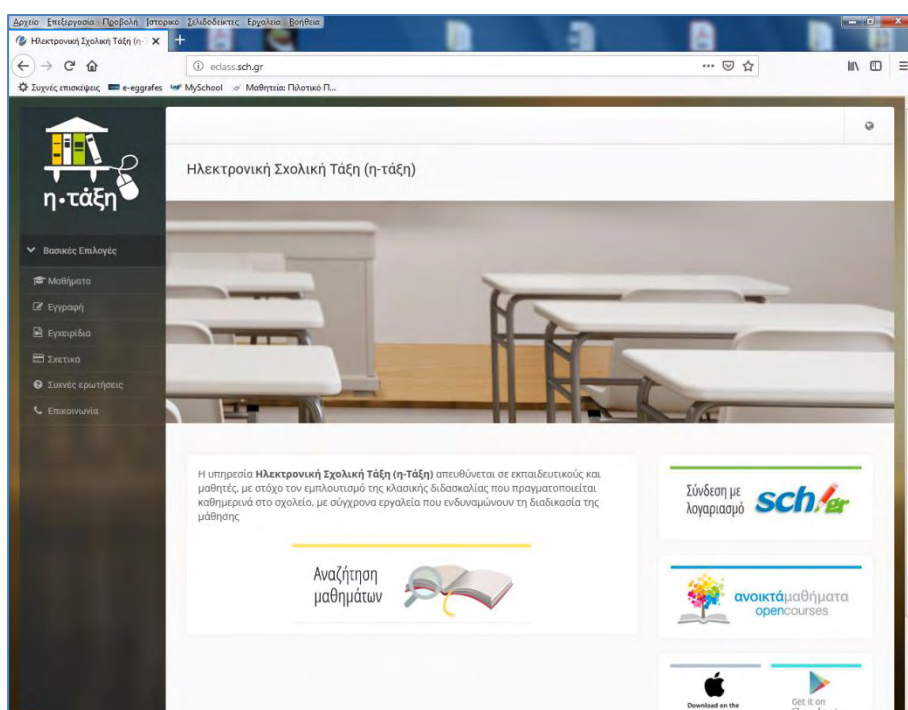 Αρχείο Επεξεργασία Προβολή Ιστορικό Σελιδοδείκτες Εργαλεία Βοήθεια
Ηλεκτρονική Σχολική Τάξη (η-Τ
eclass.sch.gr
Συχνές επισκέψεις e-eggrafes MySchool Μαθητεία: Πιλοτικό Π...
η·τάξη
Ηλεκτρονική Σχολική Τάξη (η-τάξη)
Βασικές Επιλογές
Μαθήματα
Εγγραφή
Εγχειρίδια
Σχετικά
Συχνές ερωτήσεις
Επικοινωνία
Η υπηρεσία Ηλεκτρονική Σχολική Τάξη (η-Τάξη) απευθύνεται σε εκπαιδευτικούς και
μαθητές, με στόχο τον εμπλουτισμό της κλασικής διδασκαλίας που πραγματοποιείται
καθημερινά στο σχολείο, με σύγχρονα εργαλεία που ενδυναμώνουν τη διαδικασία της
μάθησης
Αναζήτηση
μαθημάτων
Σύνδεση με
λογαριασμό
sch.gr
ανοικτάμαθήματα
opencourses
Download on the
Get it on